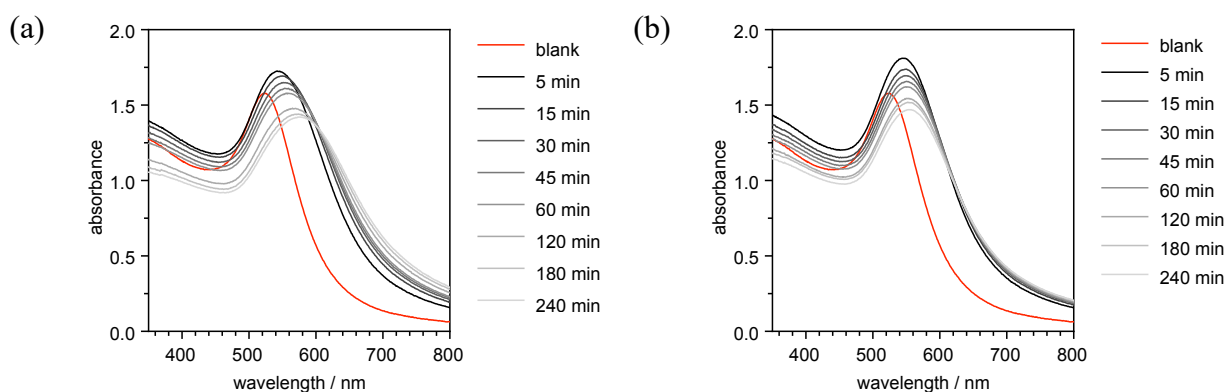 (a)
absorbance
2.0
1.5
1.0
0.5
0.0
400 500 600 700 800
wavelength / nm
blank
5 min
15 min
30 min
45 min
60 min
120 min
180 min
240 min
(b)
absorbance
2.0
1.5
1.0
0.5
0.0
400 500 600 700 800
wavelength / nm
blank
5 min
15 min
30 min
45 min
60 min
120 min
180 min
240 min